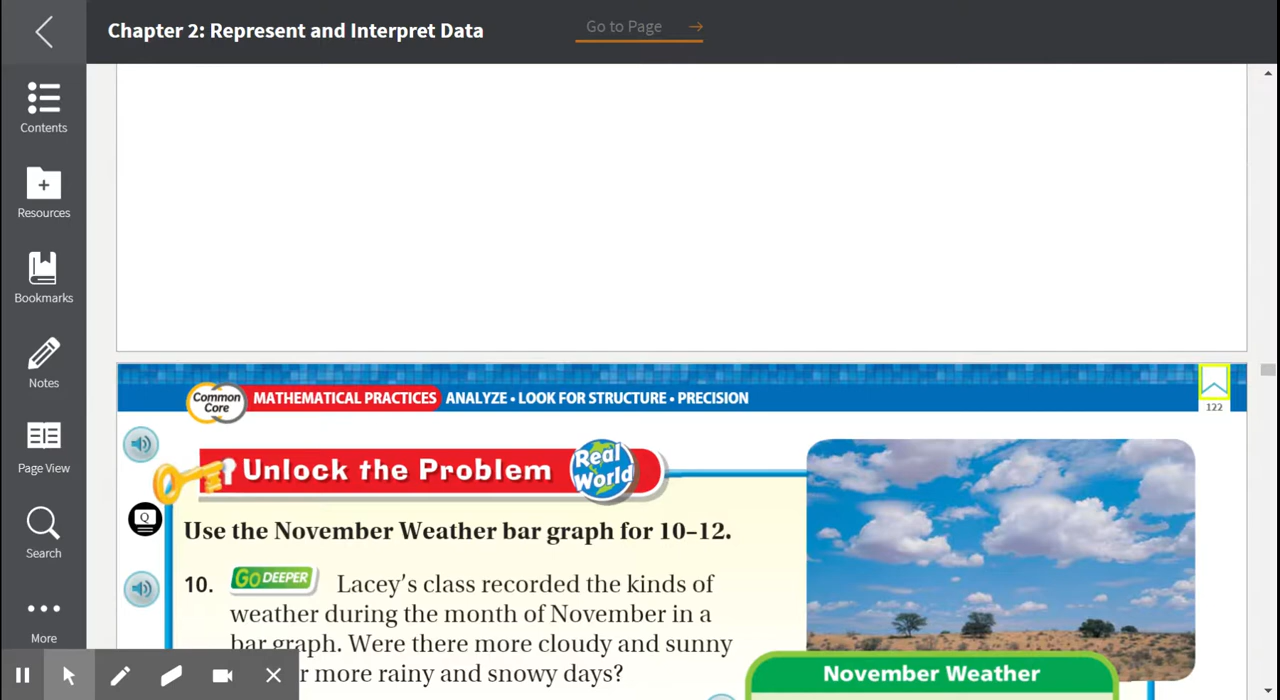 Chapter 2: Represent and Interpret Data
Go to Page
Contents
Resources
Bookmarks
Notes
Page View
Search
More
Common Core
MATHEMATICAL PRACTICES ANALYZE • LOOK FOR STRUCTURE • PRECISION
122
Unlock the Problem
Real World
Q
Use the November Weather bar graph for 10–12.
10. GO DEEPER Lacey's class recorded the kinds of
weather during the month of November in a
bar graph. Were there more cloudy and sunny
r more rainy and snowy days?
November Weather